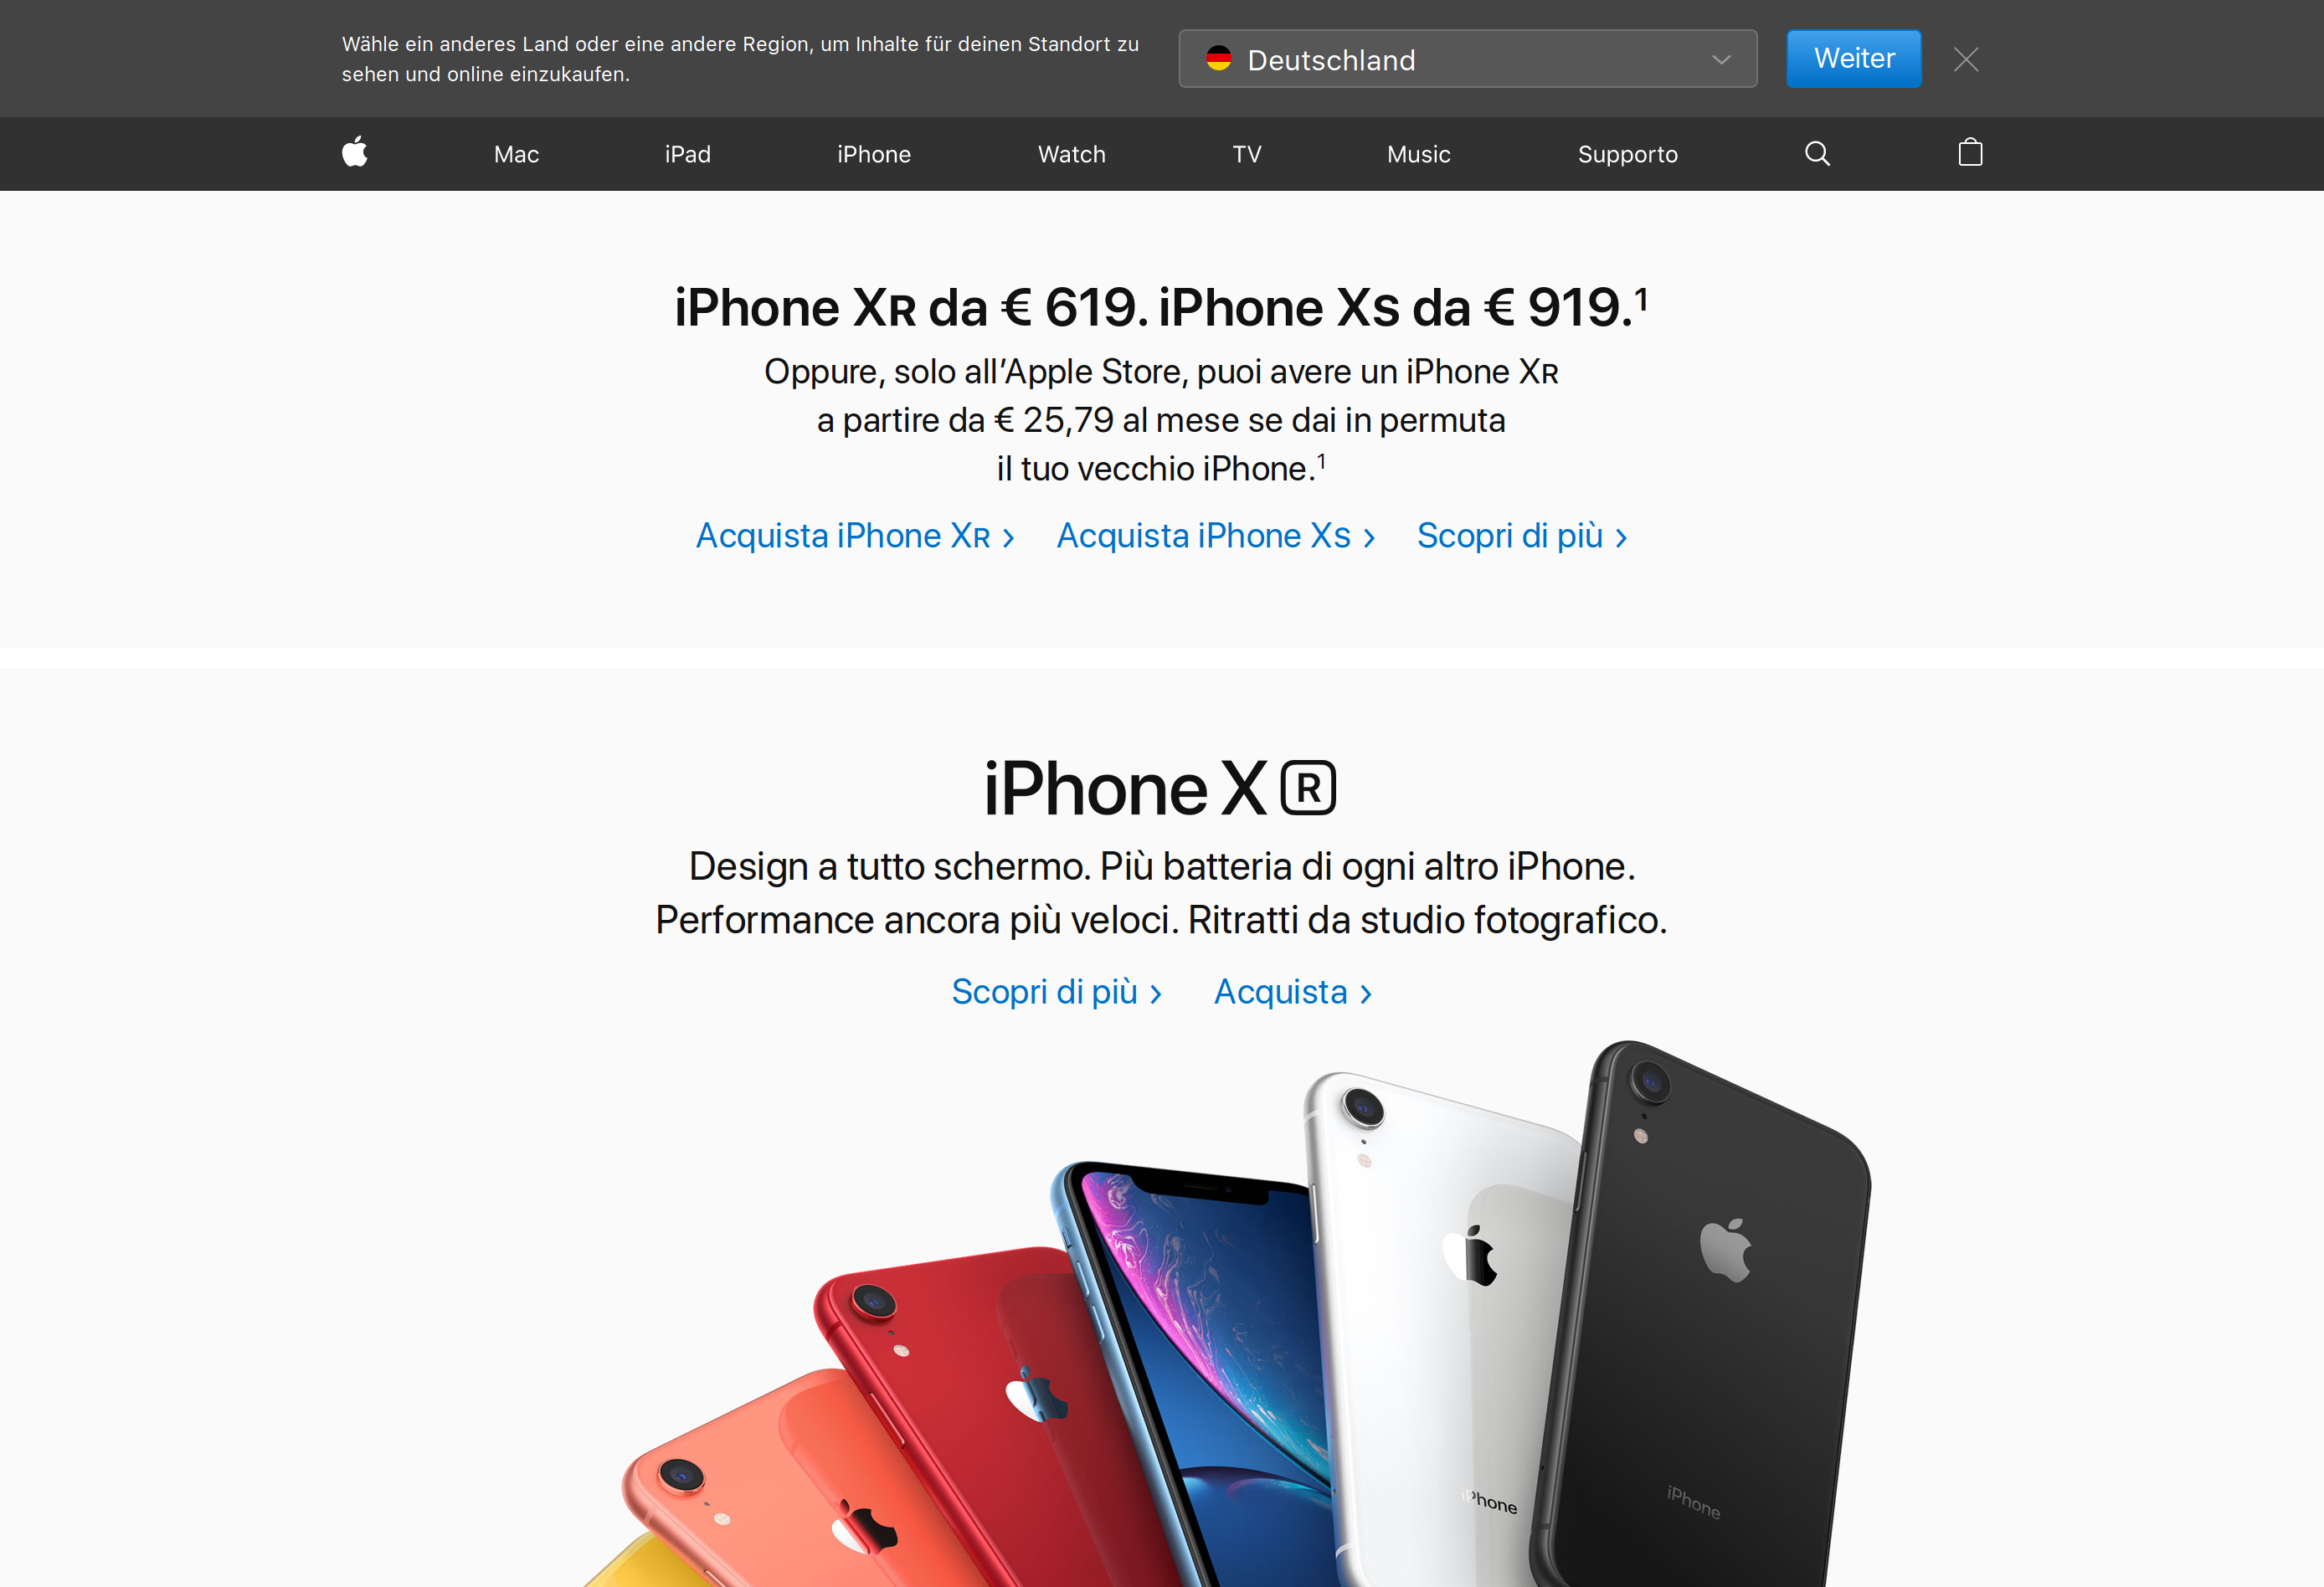 Wähle ein anderes Land oder eine andere Region, um Inhalte für deinen Standort zu
sehen und online einzukaufen.
Deutschland
Weiter
Mac iPad iPhone Watch TV Music Supporto
iPhone XR da € 619. iPhone XS da € 919.¹
Oppure, solo all’Apple Store, puoi avere un iPhone XR
a partire da € 25,79 al mese se dai in permuta
il tuo vecchio iPhone.¹
Acquista iPhone XR > Acquista iPhone XS > Scopri di più >
iPhone X R
Design a tutto schermo. Più batteria di ogni altro iPhone.
Performance ancora più veloci. Ritratti da studio fotografico.
Scopri di più > Acquista >
iPhone
iPhone